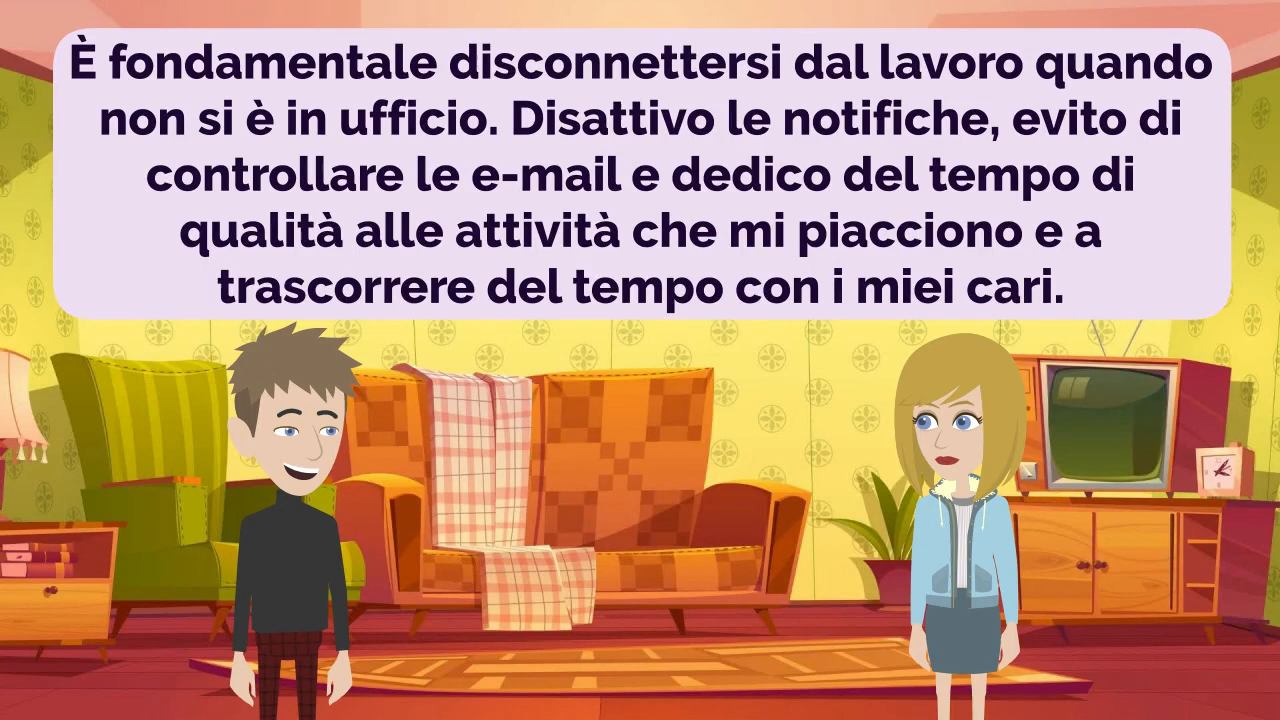 È fondamentale disconnettersi dal lavoro quando
non si è in ufficio. Disattivo le notifiche, evito di
controllare le e-mail e dedico del tempo di
qualità alle attività che mi piacciono e a
trascorrere del tempo con i miei cari.